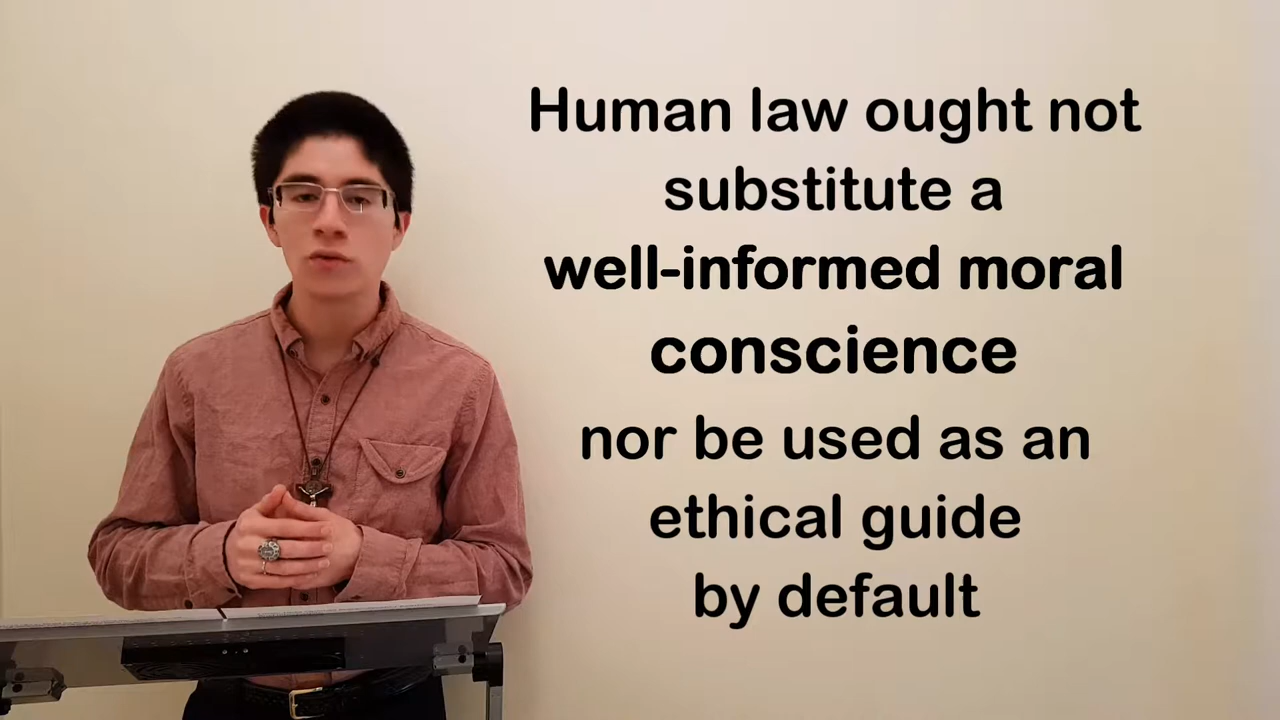 Human law ought not
substitute a
well-informed moral
conscience
nor be used as an
ethical guide
by default